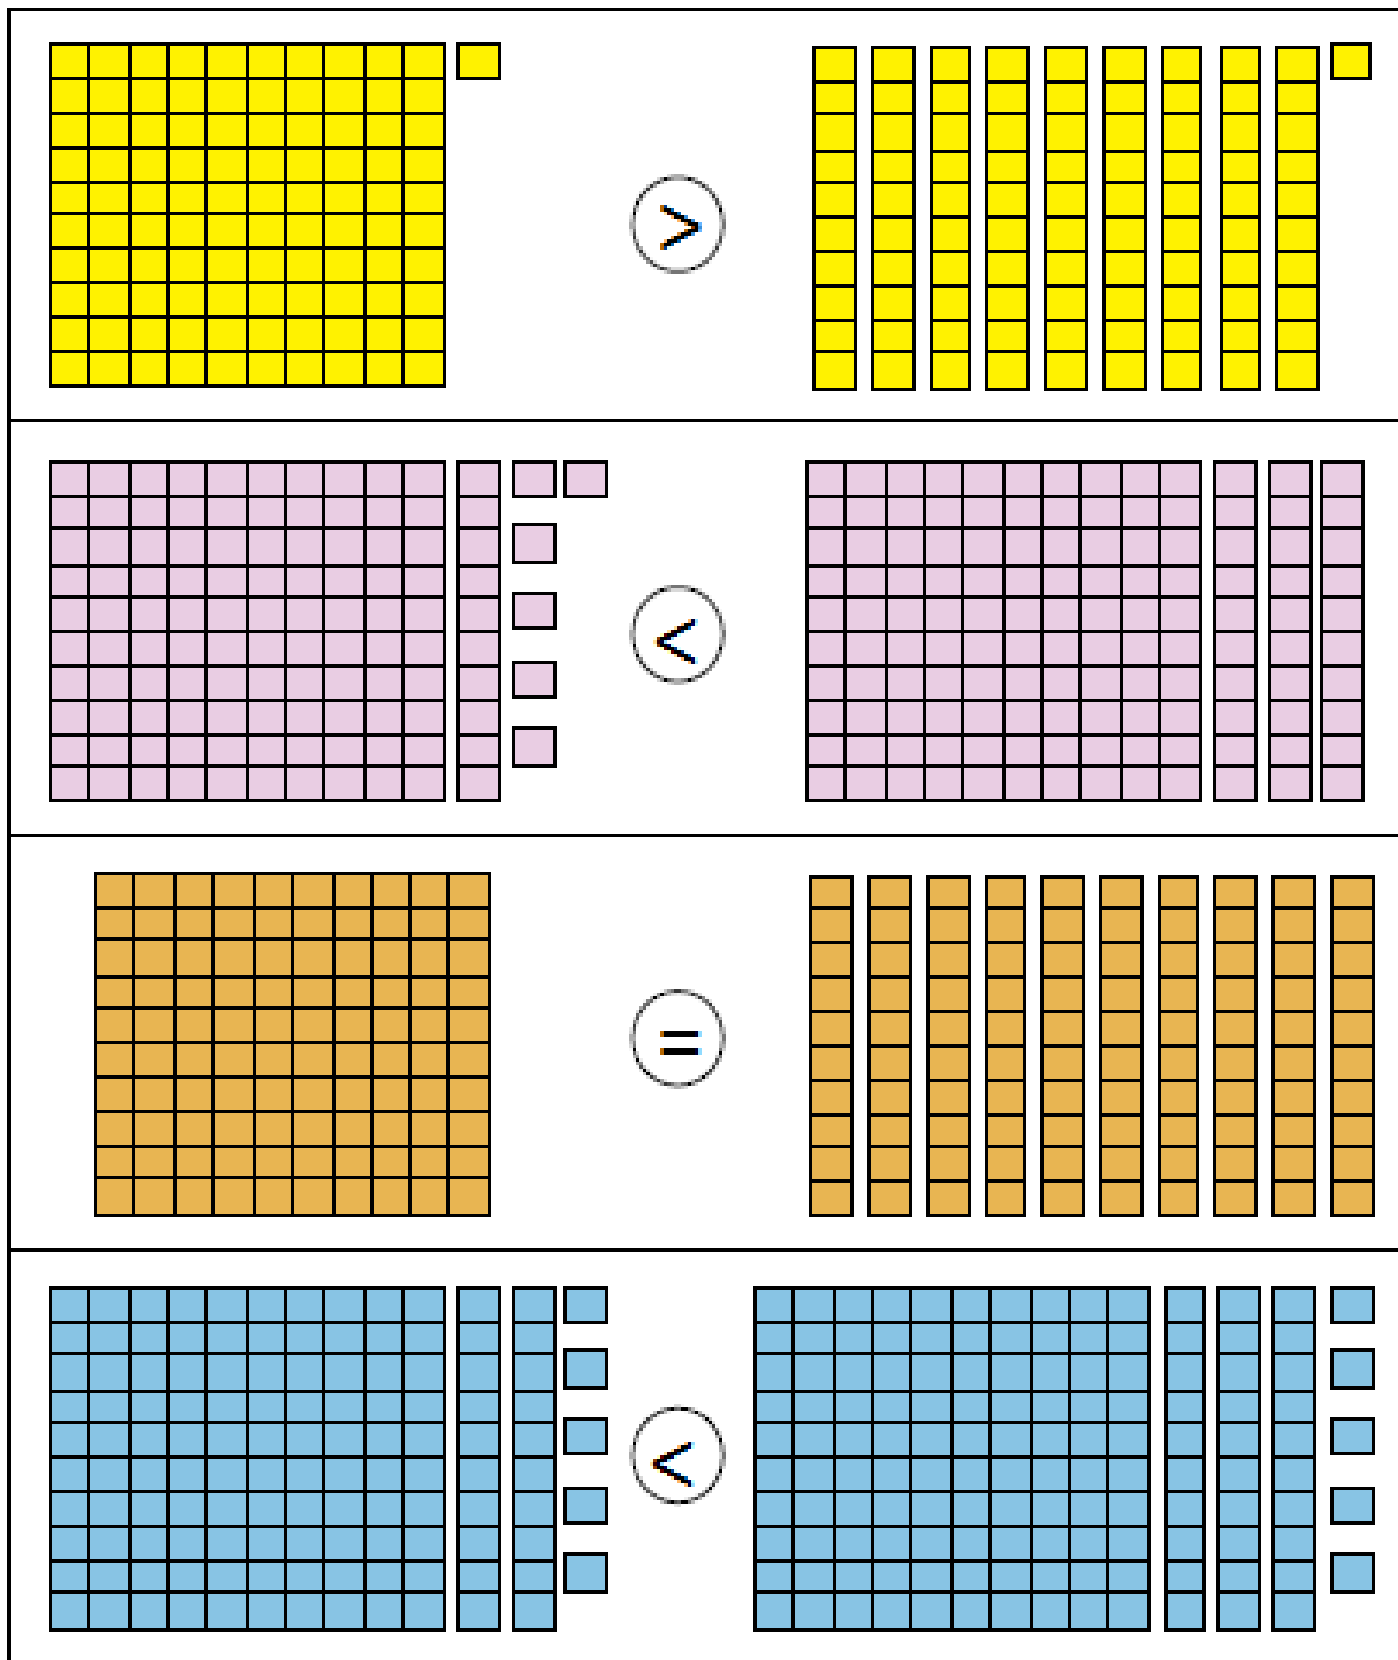 >
<
=
<